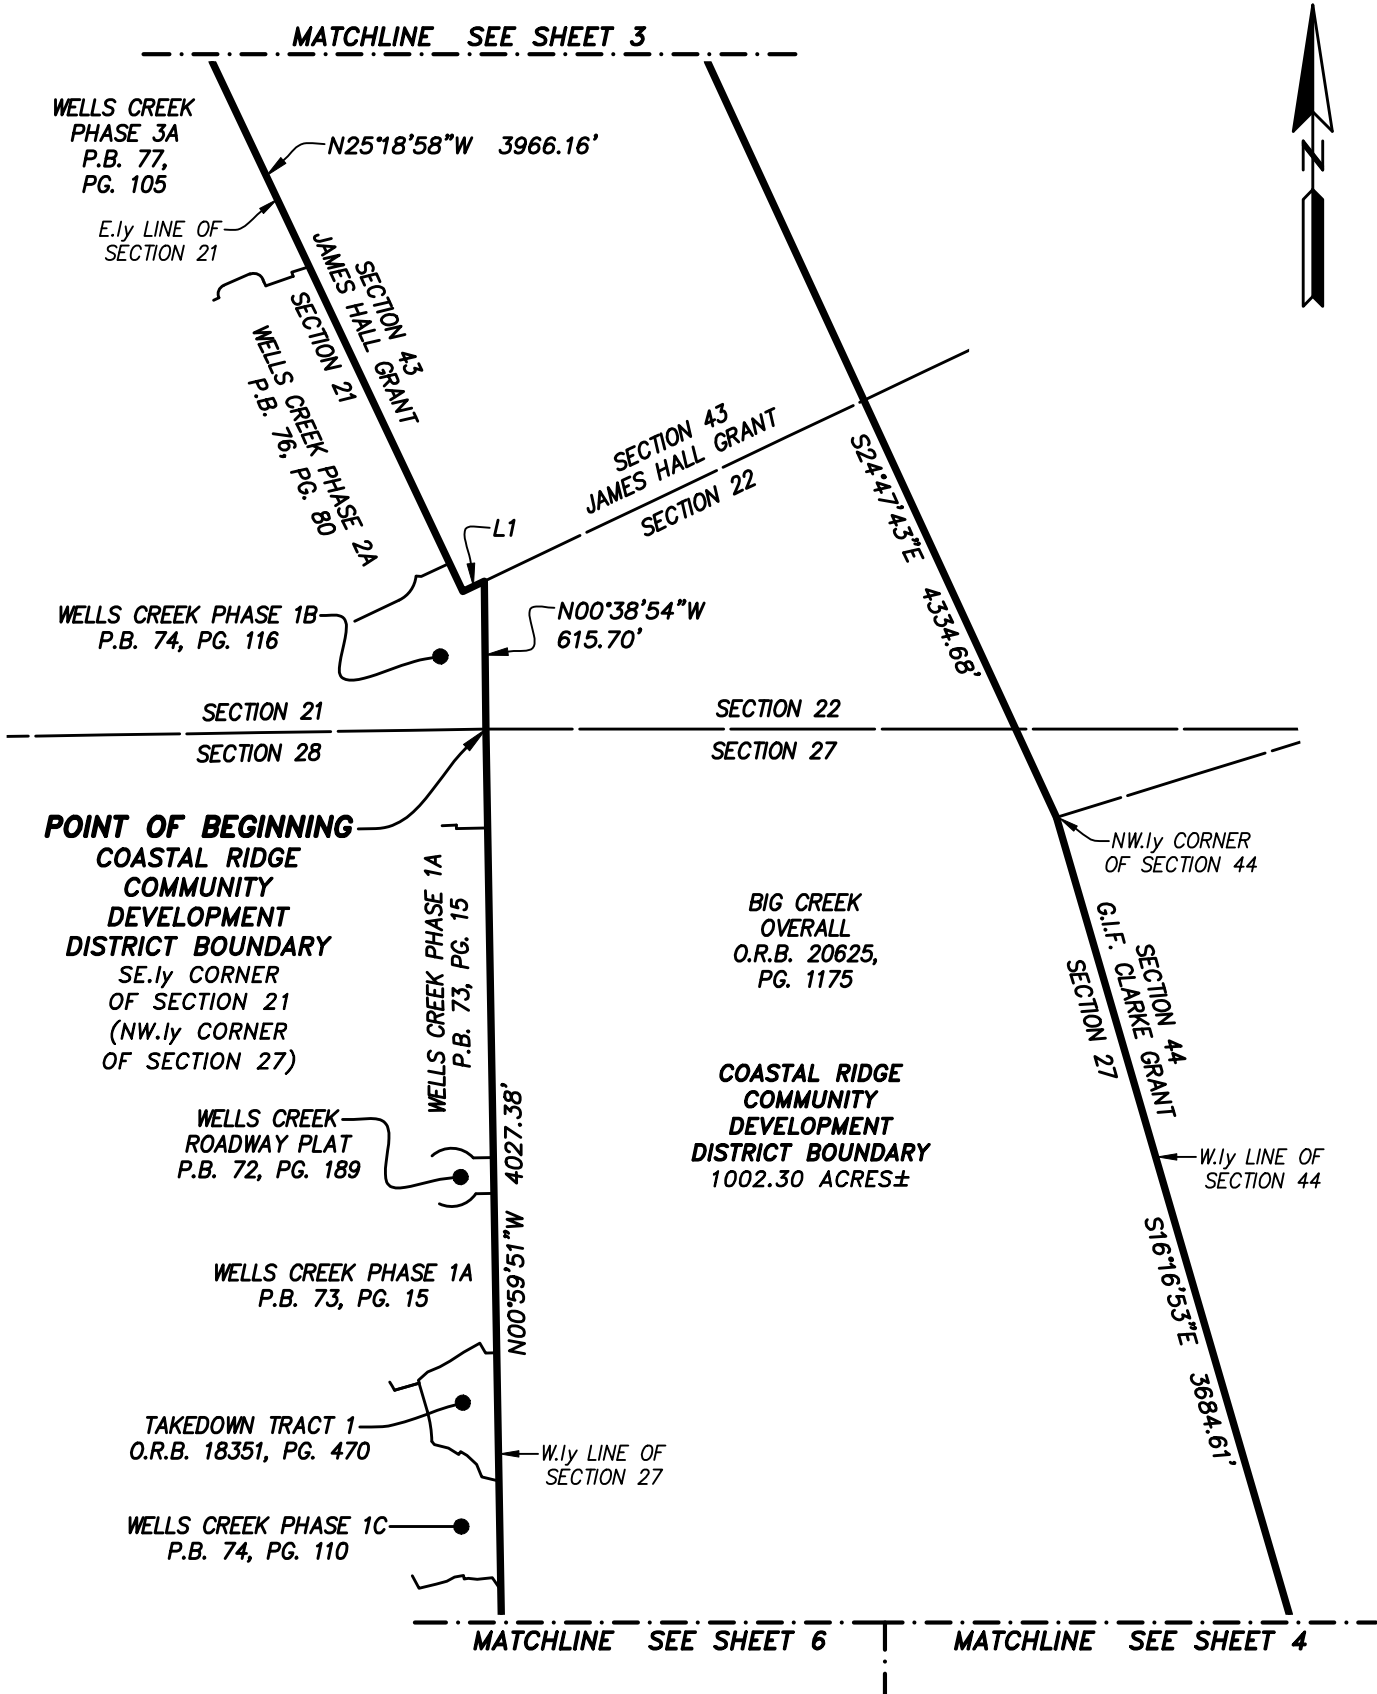 MATCHLINE SEE SHEET 3
N
WELLS CREEK
PHASE 3A
P.B. 77,
PG. 105
N25°18'58"W 3966.16'
E.ly LINE OF
SECTION 21
SECTION 43
JAMES HALL GRANT
SECTION 21
WELLS CREEK PHASE 2A
P.B. 76, PG. 80
SECTION 43
JAMES HALL GRANT
SECTION 22
S24°47'43"E 4334.68'
L1
WELLS CREEK PHASE 1B
P.B. 74, PG. 116
N00°38'54"W
615.70'
SECTION 21
SECTION 28
SECTION 22
SECTION 27
POINT OF BEGINNING
COASTAL RIDGE
COMMUNITY
DEVELOPMENT
DISTRICT BOUNDARY
SE.ly CORNER
OF SECTION 21
(NW.ly CORNER
OF SECTION 27)
NW.ly CORNER
OF SECTION 44
WELLS CREEK PHASE 1A
P.B. 73, PG. 15
BIG CREEK
OVERALL
O.R.B. 20625,
PG. 1175
SECTION 44
G.I.F. CLARKE GRANT
SECTION 27
COASTAL RIDGE
COMMUNITY
DEVELOPMENT
DISTRICT BOUNDARY
1002.30 ACRES±
WELLS CREEK
ROADWAY PLAT
P.B. 72, PG. 189
N00°59'51"W 4027.38'
W.ly LINE OF
SECTION 44
S16°16'53"E 3684.61'
WELLS CREEK PHASE 1A
P.B. 73, PG. 15
TAKEDOWN TRACT 1
O.R.B. 18351, PG. 470
W.ly LINE OF
SECTION 27
WELLS CREEK PHASE 1C
P.B. 74, PG. 110
MATCHLINE SEE SHEET 6
MATCHLINE SEE SHEET 4